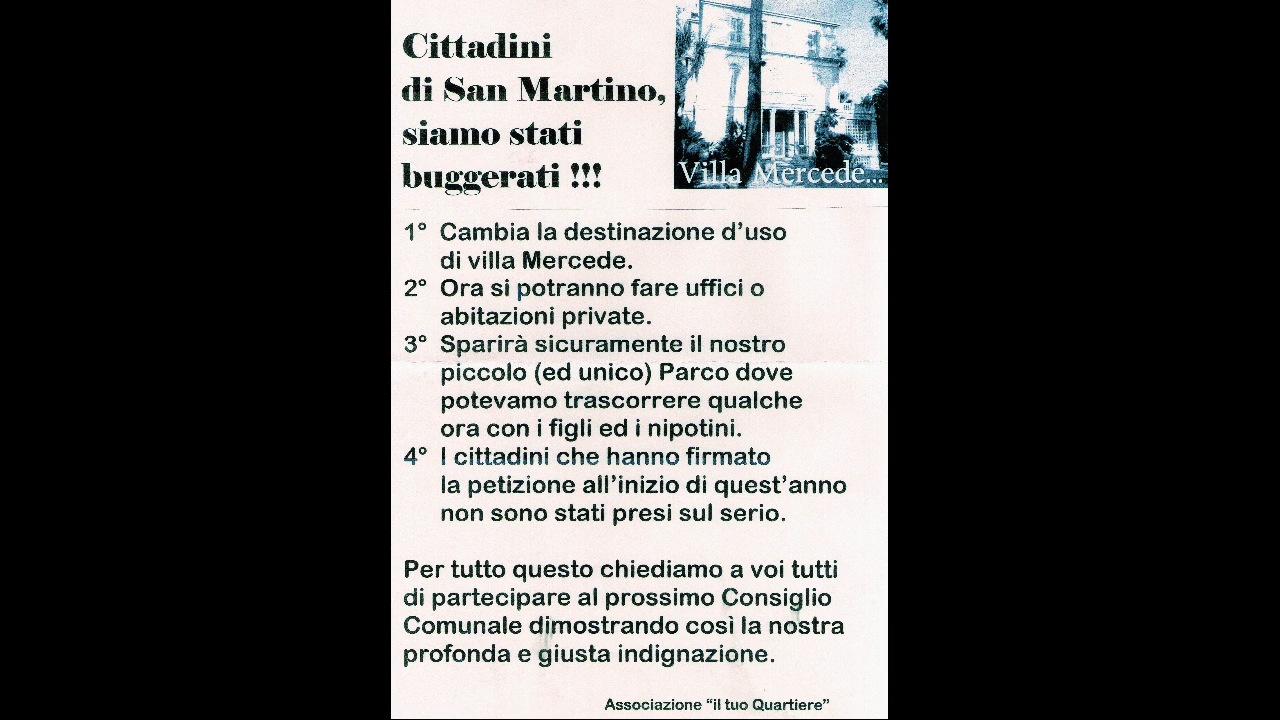 Cittadini
di San Martino,
siamo stati
buggerati !!!
Villa Mercede...
1° Cambia la destinazione d’uso
di villa Mercede.
2° Ora si potranno fare uffici o
abitazioni private.
3° Sparirà sicuramente il nostro
piccolo (ed unico) Parco dove
potevamo trascorrere qualche
ora con i figli ed i nipotini.
4° I cittadini che hanno firmato
la petizione all’inizio di quest’anno
non sono stati presi sul serio.
Per tutto questo chiediamo a voi tutti
di partecipare al prossimo Consiglio
Comunale dimostrando così la nostra
profonda e giusta indignazione.
Associazione “il tuo Quartiere”